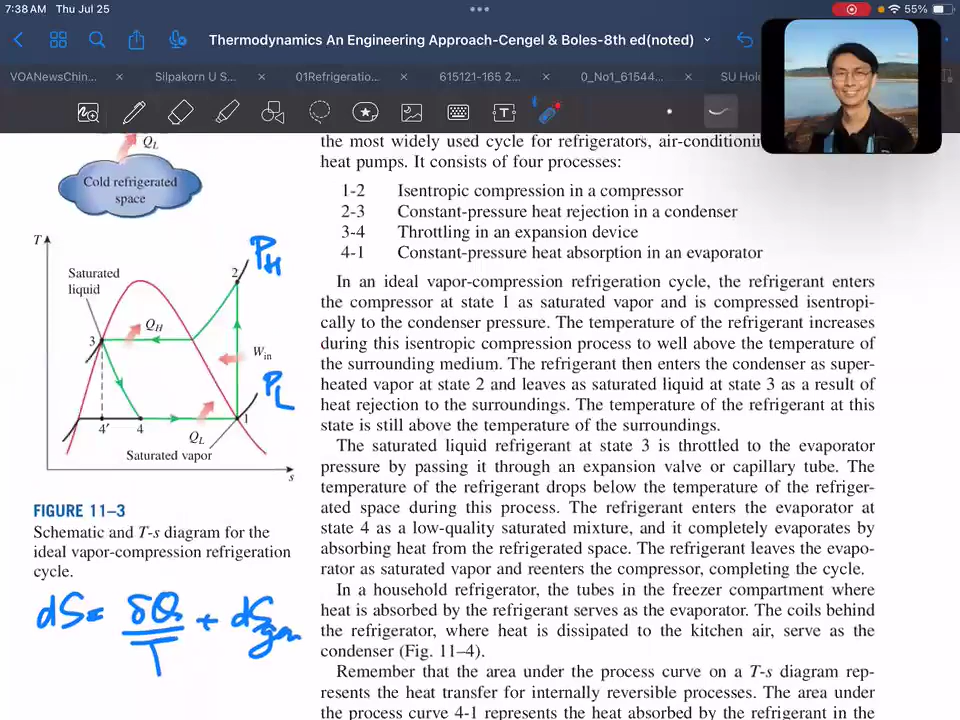 7:38 AM Thu Jul 25
55%
Thermodynamics An Engineering Approach-Cengel & Boles-8th ed(noted)
VOANewsChin...
Silpakorn U S...
01Refrigeratio...
615121-165 2...
0_No1_61544...
SU Hol
Q_L
Cold refrigerated
space
T
Saturated
liquid
2
P_H
3
Q_H
W_in
P_L
4'
4
1
Q_L
Saturated vapor
s
FIGURE 11–3
Schematic and T-s diagram for the
ideal vapor-compression refrigeration
cycle.
dS = δQ/T + dS_gen
the most widely used cycle for refrigerators,
heat pumps. It consists of four processes:
1-2 Isentropic compression in a compressor
2-3 Constant-pressure heat rejection in a condenser
3-4 Throttling in an expansion device
4-1 Constant-pressure heat absorption in an evaporator
In an ideal vapor-compression refrigeration cycle, the refrigerant enters
the compressor at state 1 as saturated vapor and is compressed isentropi-
cally to the condenser pressure. The temperature of the refrigerant increases
during this isentropic compression process to well above the temperature of
the surrounding medium. The refrigerant then enters the condenser as super-
heated vapor at state 2 and leaves as saturated liquid at state 3 as a result of
heat rejection to the surroundings. The temperature of the refrigerant at this
state is still above the temperature of the surroundings.
The saturated liquid refrigerant at state 3 is throttled to the evaporator
pressure by passing it through an expansion valve or capillary tube. The
temperature of the refrigerant drops below the temperature of the refriger-
ated space during this process. The refrigerant enters the evaporator at
state 4 as a low-quality saturated mixture, and it completely evaporates by
absorbing heat from the refrigerated space. The refrigerant leaves the evapo-
rator as saturated vapor and reenters the compressor, completing the cycle.
In a household refrigerator, the tubes in the freezer compartment where
heat is absorbed by the refrigerant serves as the evaporator. The coils behind
the refrigerator, where heat is dissipated to the kitchen air, serve as the
condenser (Fig. 11–4).
Remember that the area under the process curve on a T-s diagram rep-
resents the heat transfer for internally reversible processes. The area under
the process curve 4-1 represents the heat absorbed by the refrigerant in the